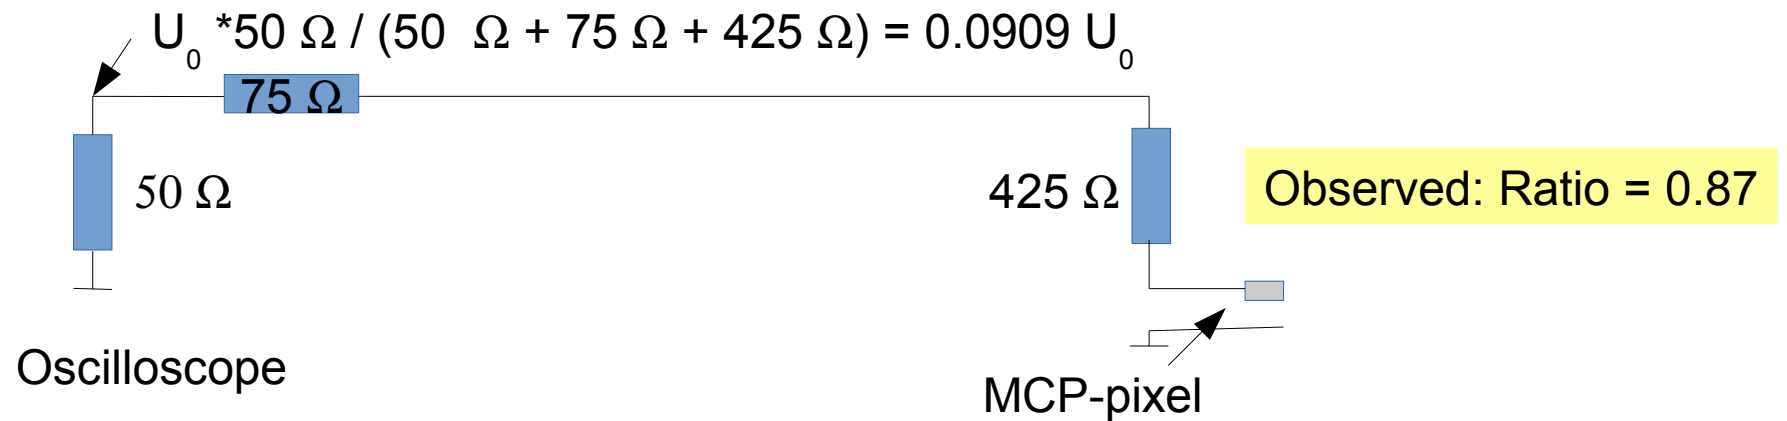 U₀ *50 Ω / (50 Ω + 75 Ω + 425 Ω) = 0.0909 U₀
75 Ω
50 Ω
425 Ω
Observed: Ratio = 0.87
Oscilloscope
MCP-pixel